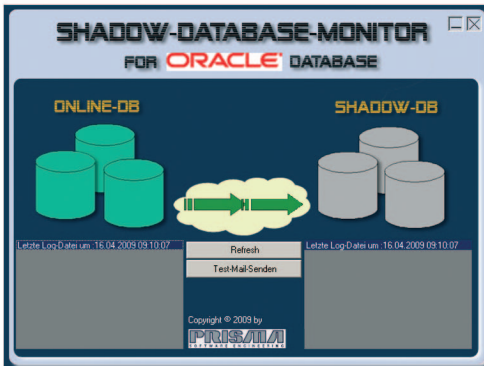 SHADOW-DATABASE-MONITOR
FOR ORACLE® DATABASE
ONLINE-DB
SHADOW-DB
Letzte Log-Datei um :16.04.2009 09:10:07
Refresh
Letzte Log-Datei um :16.04.2009 09:10:07
Test-Mail-Senden
Copyright © 2009 by
PRISMA
SOFTWARE ENGINEERING